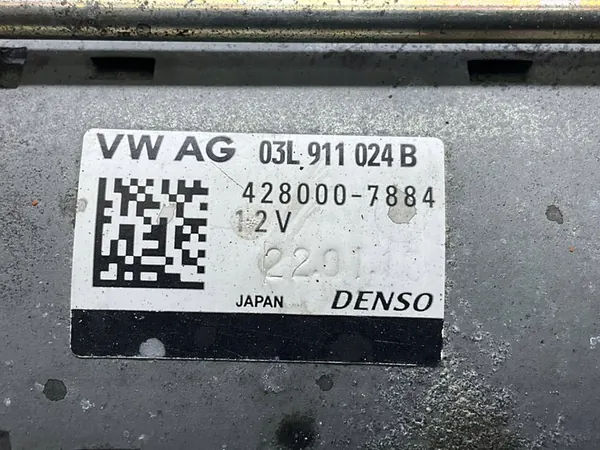 VW AG 03L 911 024 B
428000-7884
12V
JAPAN DENSO